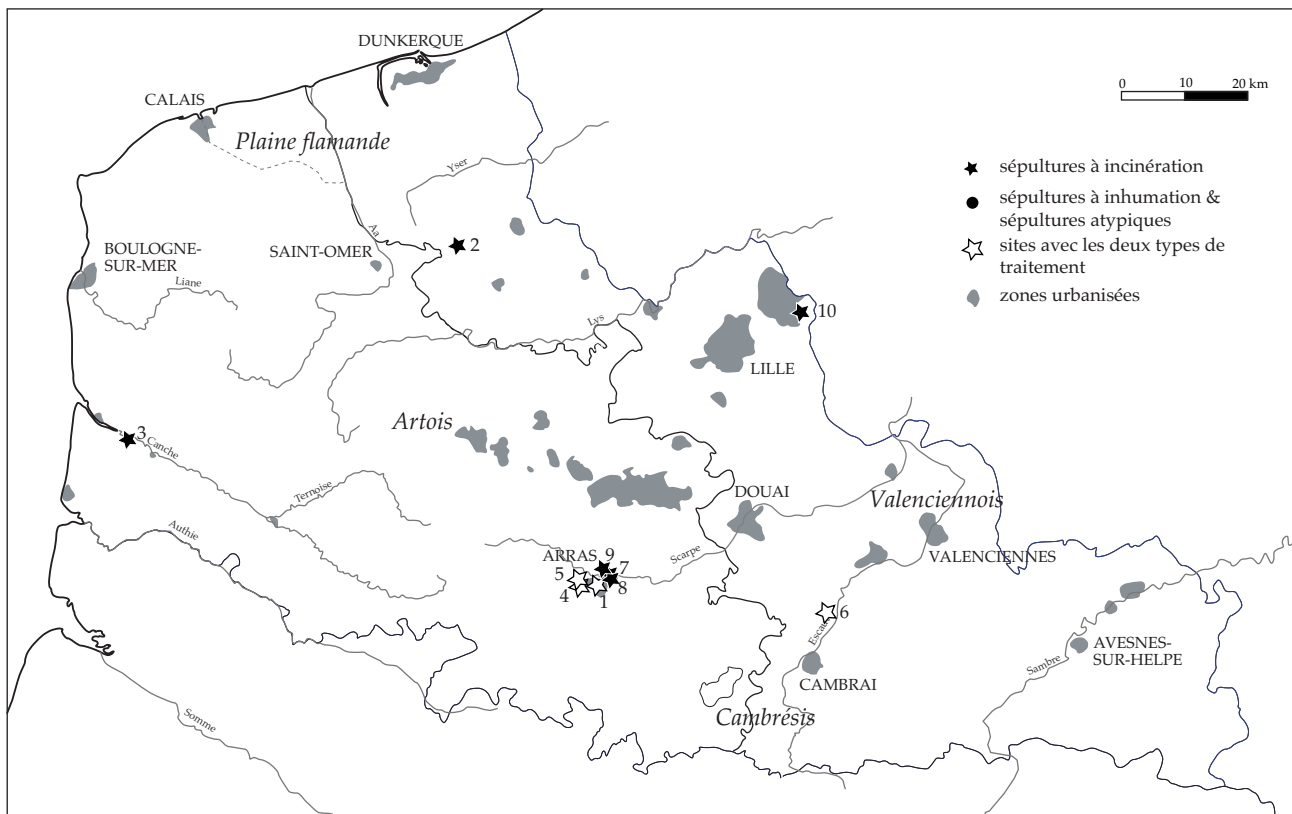 DUNKERQUE
CALAIS
Plaine flamande
0 10 20 km
sépultures à incinération
sépultures à inhumation &
sépultures atypiques
sites avec les deux types de
traitement
zones urbanisées
Yser
Aa
2
BOULOGNE-
SUR-MER
SAINT-OMER
Liane
Lys
10
LILLE
Artois
3
Canche
Ternoise
Authie
DOUAI
Valenciennois
VALENCIENNES
Scarpe
ARRAS
9
7
5
8
4
1
6
Escaut
CAMBRAI
Cambrésis
AVESNES-
SUR-HELPE
Sambre
Somme